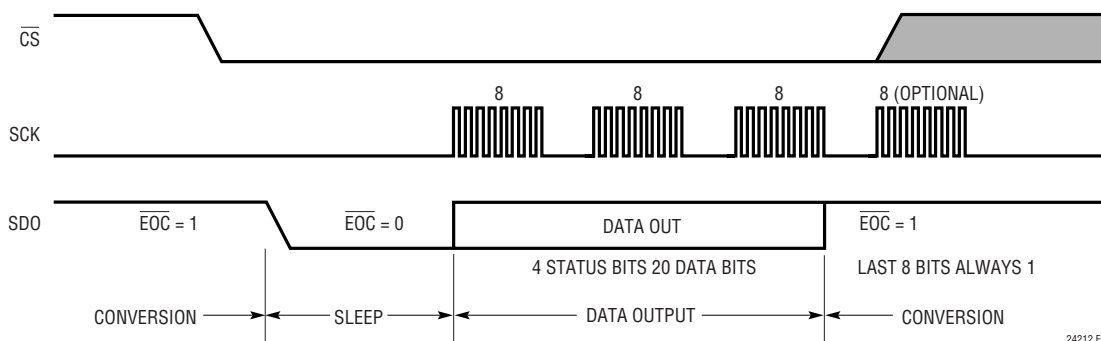 CS
8 8 8 8 (OPTIONAL)
SCK
SDO EOC = 1 EOC = 0 DATA OUT EOC = 1
4 STATUS BITS 20 DATA BITS LAST 8 BITS ALWAYS 1
CONVERSION SLEEP DATA OUTPUT CONVERSION